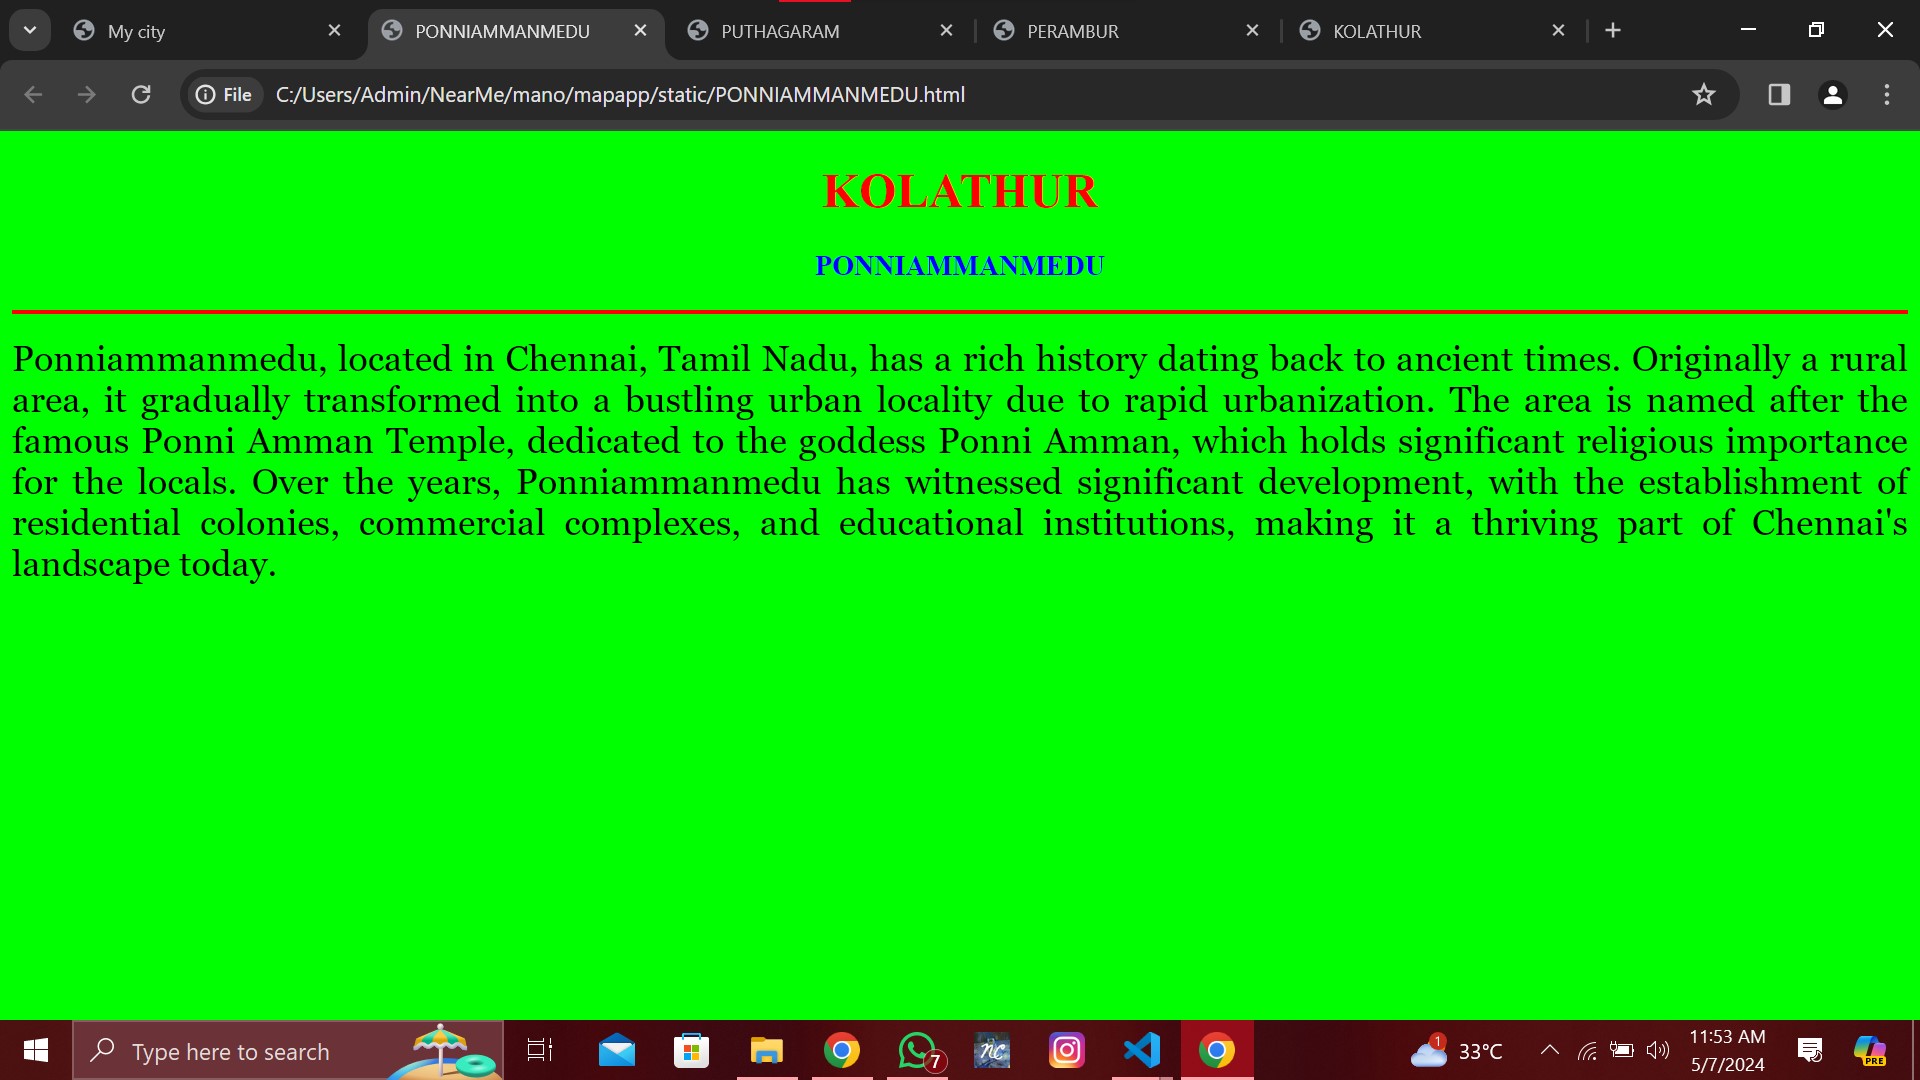 My city
PONNIAMMANMEDU
PUTHAGARAM
PERAMBUR
KOLATHUR
File
C:/Users/Admin/NearMe/mano/mapapp/static/PONNIAMMANMEDU.html
KOLATHUR
PONNIAMMANMEDU
Ponniammanmedu, located in Chennai, Tamil Nadu, has a rich history dating back to ancient times. Originally a rural
area, it gradually transformed into a bustling urban locality due to rapid urbanization. The area is named after the
famous Ponni Amman Temple, dedicated to the goddess Ponni Amman, which holds significant religious importance
for the locals. Over the years, Ponniammanmedu has witnessed significant development, with the establishment of
residential colonies, commercial complexes, and educational institutions, making it a thriving part of Chennai's
landscape today.
Type here to search
7
nc
1
33°C
11:53 AM
5/7/2024
PRE